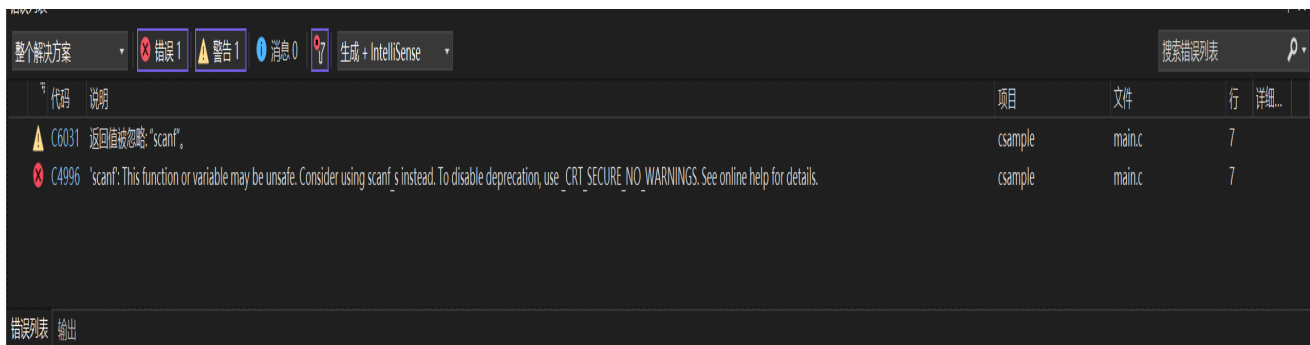 整个解决方案 错误 1 警告 1 消息 0 生成 + IntelliSense 搜索错误列表
代码 说明 项目 文件 行 详细...
C6031 返回值被忽略: “scanf”。 csample main.c 7
C4996 'scanf': This function or variable may be unsafe. Consider using scanf_s instead. To disable deprecation, use _CRT_SECURE_NO_WARNINGS. See online help for details. csample main.c 7
错误列表 输出